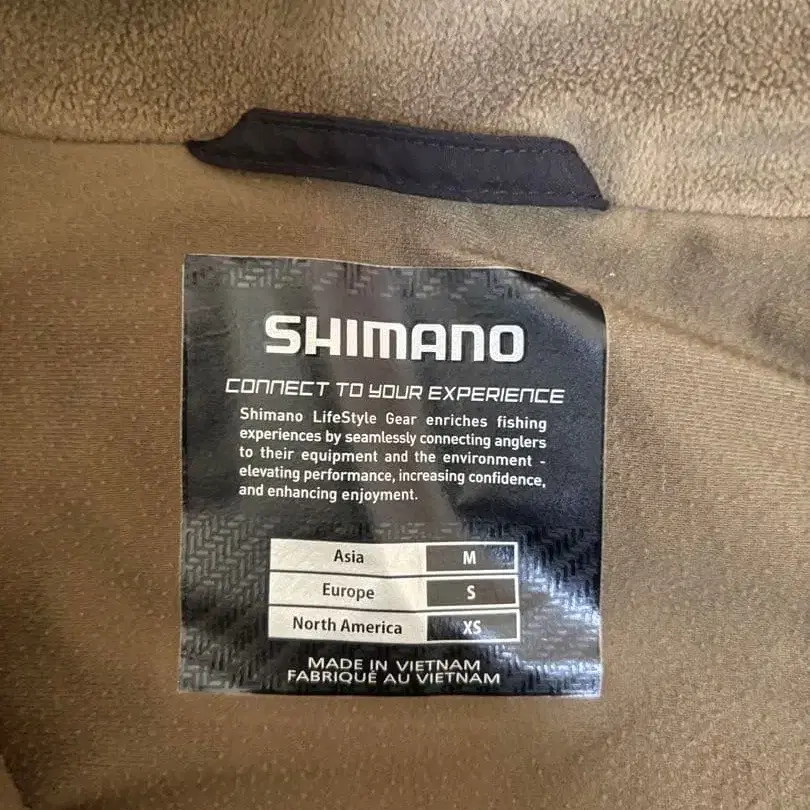 SHIMANO
CONNECT TO YOUR EXPERIENCE
Shimano LifeStyle Gear enriches fishing
experiences by seamlessly connecting anglers
to their equipment and the environment -
elevating performance, increasing confidence,
and enhancing enjoyment.
Asia M
Europe S
North America XS
MADE IN VIETNAM
FABRIQUÉ AU VIETNAM